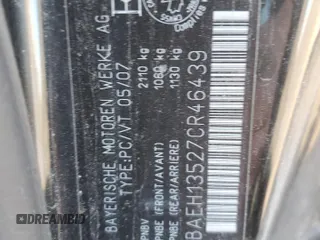 BAYERISCHE MOTOREN WERKE AG
TYPE:PC/VT 05/07
PNBV 2110 kg
PNBE (FRONT/AVANT) 1060 kg
PNBE (REAR/ARRIERE) 1130 kg
BAEH13527CR46439
DREAMBID